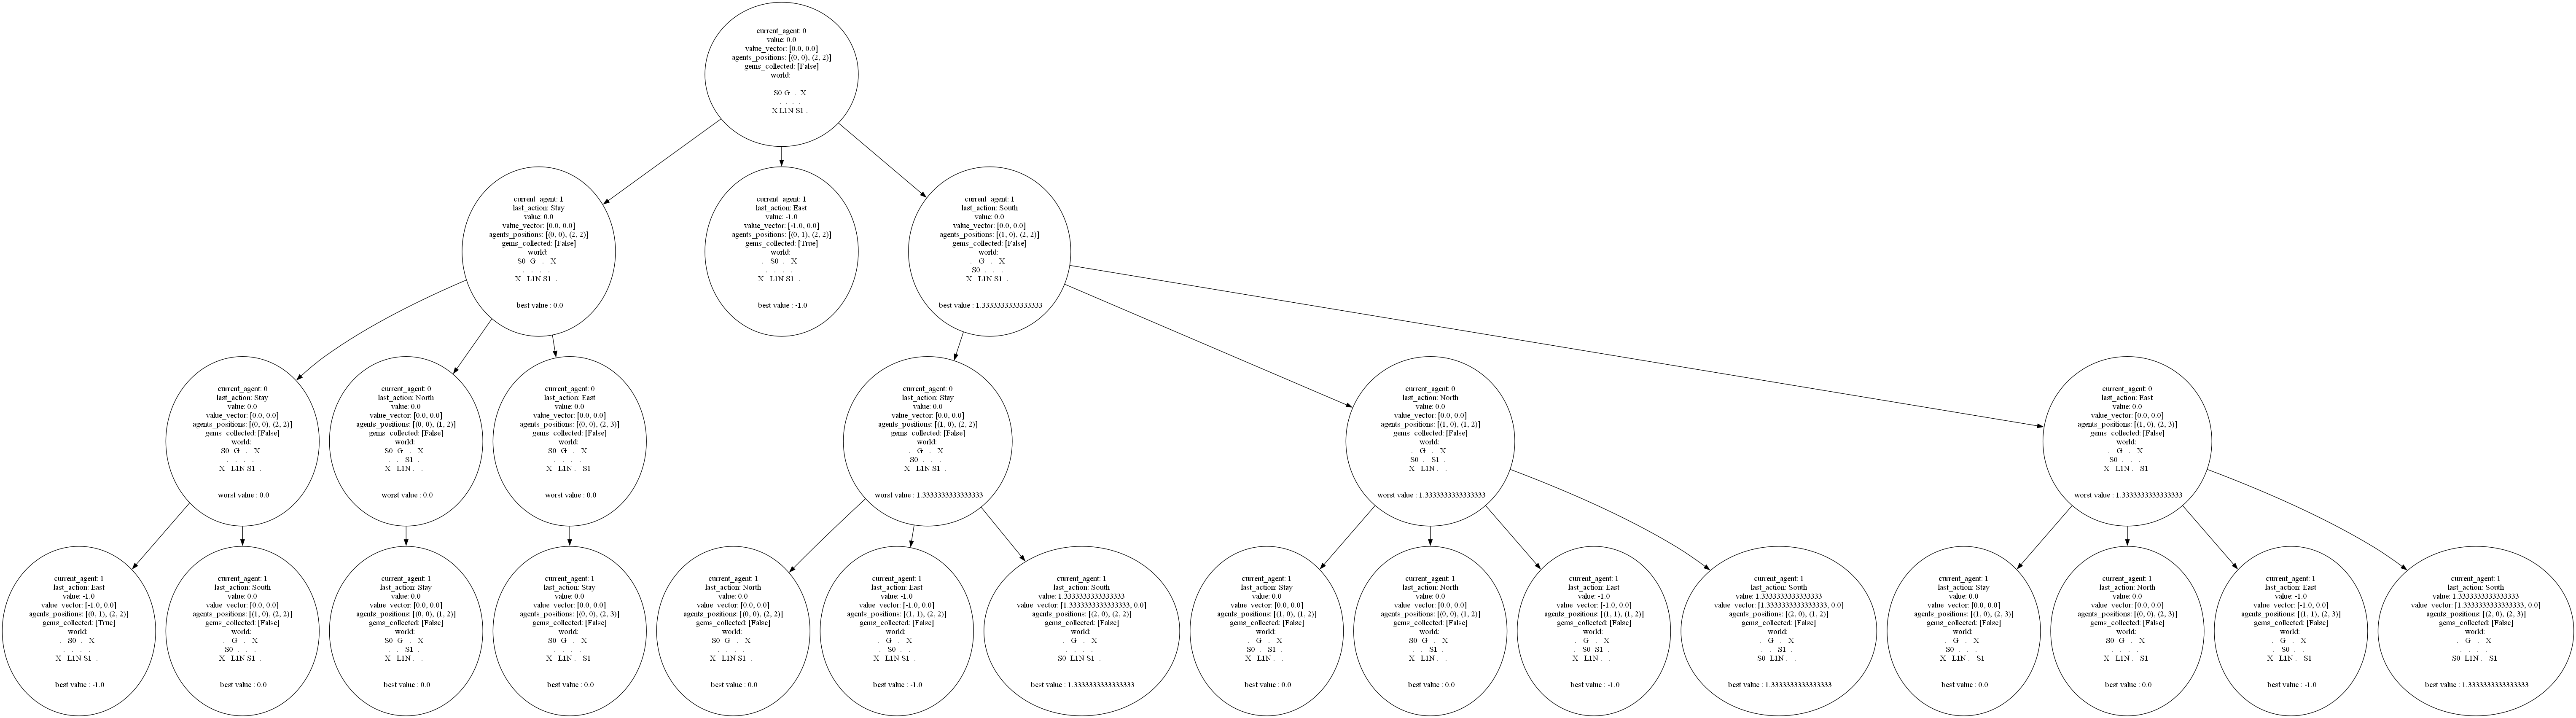 current_agent: 0
value: 0.0
value_vector: [0.0, 0.0]
agents_positions: [(0, 0), (2, 2)]
gems_collected: [False]
world:
S0 G . X
. . . .
X L1N S1 .
current_agent: 1
last_action: Stay
value: 0.0
value_vector: [0.0, 0.0]
agents_positions: [(0, 0), (2, 2)]
gems_collected: [False]
world:
S0 G . X
. . . .
X L1N S1 .
best value : 0.0
current_agent: 1
last_action: East
value: -1.0
value_vector: [-1.0, 0.0]
agents_positions: [(0, 1), (2, 2)]
gems_collected: [True]
world:
. S0 . X
. . . .
X L1N S1 .
best value : -1.0
current_agent: 1
last_action: South
value: 0.0
value_vector: [0.0, 0.0]
agents_positions: [(1, 0), (2, 2)]
gems_collected: [False]
world:
. G . X
S0 . . .
X L1N S1 .
best value : 1.3333333333333333
current_agent: 0
last_action: Stay
value: 0.0
value_vector: [0.0, 0.0]
agents_positions: [(0, 0), (2, 2)]
gems_collected: [False]
world:
S0 G . X
. . . .
X L1N S1 .
worst value : 0.0
current_agent: 0
last_action: North
value: 0.0
value_vector: [0.0, 0.0]
agents_positions: [(0, 0), (1, 2)]
gems_collected: [False]
world:
S0 G . X
. . S1 .
X L1N . .
worst value : 0.0
current_agent: 0
last_action: East
value: 0.0
value_vector: [0.0, 0.0]
agents_positions: [(0, 0), (2, 3)]
gems_collected: [False]
world:
S0 G . X
. . . .
X L1N . S1
worst value : 0.0
current_agent: 0
last_action: Stay
value: 0.0
value_vector: [0.0, 0.0]
agents_positions: [(1, 0), (2, 2)]
gems_collected: [False]
world:
. G . X
S0 . . .
X L1N S1 .
worst value : 1.3333333333333333
current_agent: 0
last_action: North
value: 0.0
value_vector: [0.0, 0.0]
agents_positions: [(1, 0), (1, 2)]
gems_collected: [False]
world:
. G . X
S0 . S1 .
X L1N . .
worst value : 1.3333333333333333
current_agent: 0
last_action: East
value: 0.0
value_vector: [0.0, 0.0]
agents_positions: [(1, 0), (2, 3)]
gems_collected: [False]
world:
. G . X
S0 . . .
X L1N . S1
worst value : 1.3333333333333333
current_agent: 1
last_action: East
value: -1.0
value_vector: [-1.0, 0.0]
agents_positions: [(0, 1), (2, 2)]
gems_collected: [True]
world:
. S0 . X
. . . .
X L1N S1 .
best value : -1.0
current_agent: 1
last_action: South
value: 0.0
value_vector: [0.0, 0.0]
agents_positions: [(1, 0), (2, 2)]
gems_collected: [False]
world:
. G . X
S0 . . .
X L1N S1 .
best value : 0.0
current_agent: 1
last_action: Stay
value: 0.0
value_vector: [0.0, 0.0]
agents_positions: [(0, 0), (1, 2)]
gems_collected: [False]
world:
S0 G . X
. . S1 .
X L1N . .
best value : 0.0
current_agent: 1
last_action: Stay
value: 0.0
value_vector: [0.0, 0.0]
agents_positions: [(0, 0), (2, 3)]
gems_collected: [False]
world:
S0 G . X
. . . .
X L1N . S1
best value : 0.0
current_agent: 1
last_action: North
value: 0.0
value_vector: [0.0, 0.0]
agents_positions: [(0, 0), (2, 2)]
gems_collected: [False]
world:
S0 G . X
. . . .
X L1N S1 .
best value : 0.0
current_agent: 1
last_action: East
value: -1.0
value_vector: [-1.0, 0.0]
agents_positions: [(1, 1), (2, 2)]
gems_collected: [False]
world:
. G . X
. S0 . .
X L1N S1 .
best value : -1.0
current_agent: 1
last_action: South
value: 1.3333333333333333
value_vector: [1.3333333333333333, 0.0]
agents_positions: [(2, 0), (2, 2)]
gems_collected: [False]
world:
. G . X
. . . .
S0 L1N S1 .
best value : 1.3333333333333333
current_agent: 1
last_action: Stay
value: 0.0
value_vector: [0.0, 0.0]
agents_positions: [(1, 0), (1, 2)]
gems_collected: [False]
world:
. G . X
S0 . S1 .
X L1N . .
best value : 0.0
current_agent: 1
last_action: North
value: 0.0
value_vector: [0.0, 0.0]
agents_positions: [(0, 0), (1, 2)]
gems_collected: [False]
world:
S0 G . X
. . S1 .
X L1N . .
best value : 0.0
current_agent: 1
last_action: East
value: -1.0
value_vector: [-1.0, 0.0]
agents_positions: [(1, 1), (1, 2)]
gems_collected: [False]
world:
. G . X
. S0 S1 .
X L1N . .
best value : -1.0
current_agent: 1
last_action: South
value: 1.3333333333333333
value_vector: [1.3333333333333333, 0.0]
agents_positions: [(2, 0), (1, 2)]
gems_collected: [False]
world:
. G . X
. . S1 .
S0 L1N . .
best value : 1.3333333333333333
current_agent: 1
last_action: Stay
value: 0.0
value_vector: [0.0, 0.0]
agents_positions: [(1, 0), (2, 3)]
gems_collected: [False]
world:
. G . X
S0 . . .
X L1N . S1
best value : 0.0
current_agent: 1
last_action: North
value: 0.0
value_vector: [0.0, 0.0]
agents_positions: [(0, 0), (2, 3)]
gems_collected: [False]
world:
S0 G . X
. . . .
X L1N . S1
best value : 0.0
current_agent: 1
last_action: East
value: -1.0
value_vector: [-1.0, 0.0]
agents_positions: [(1, 1), (2, 3)]
gems_collected: [False]
world:
. G . X
. S0 . .
X L1N . S1
best value : -1.0
current_agent: 1
last_action: South
value: 1.3333333333333333
value_vector: [1.3333333333333333, 0.0]
agents_positions: [(2, 0), (2, 3)]
gems_collected: [False]
world:
. G . X
. . . .
S0 L1N . S1
best value : 1.3333333333333333